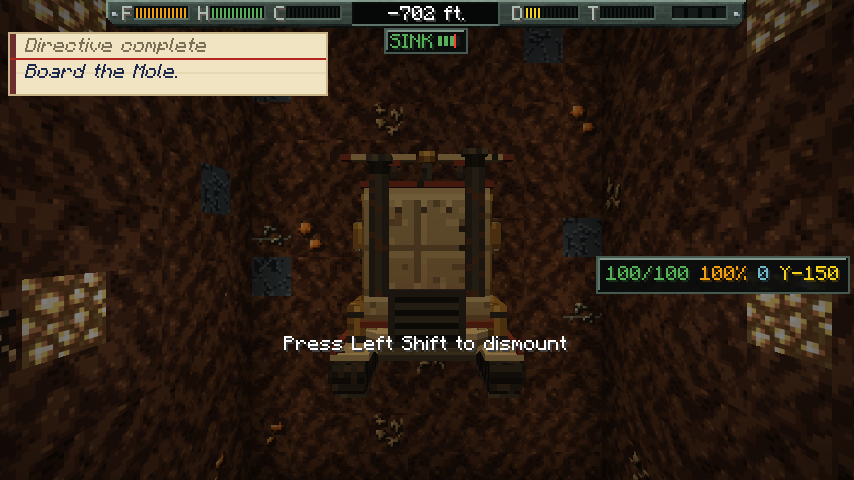 F H C -702 ft. D T
SINK
Directive complete
Board the Mole.
100/100 100% 0 Y-150
Press Left Shift to dismount